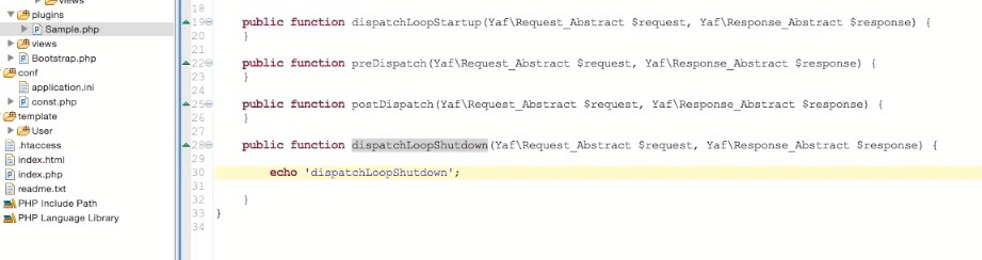 views
plugins
Sample.php
views
Bootstrap.php
conf
application.ini
const.php
template
User
.htaccess
index.html
index.php
readme.txt
PHP Include Path
PHP Language Library
18
19 public function dispatchLoopStartup(Yaf\Request_Abstract $request, Yaf\Response_Abstract $response) {
20 }
21
22 public function preDispatch(Yaf\Request_Abstract $request, Yaf\Response_Abstract $response) {
23 }
24
25 public function postDispatch(Yaf\Request_Abstract $request, Yaf\Response_Abstract $response) {
26 }
27
28 public function dispatchLoopShutdown(Yaf\Request_Abstract $request, Yaf\Response_Abstract $response) {
29
30 echo 'dispatchLoopShutdown';
31
32 }
33 }
34